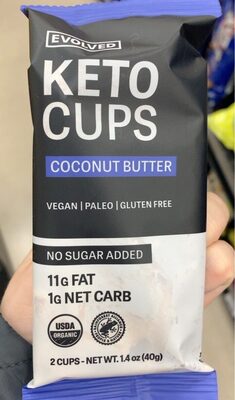 EVOLVED
KETO
CUPS
COCONUT BUTTER
VEGAN | PALEO | GLUTEN FREE
NO SUGAR ADDED
11G FAT
1G NET CARB
USDA
ORGANIC
2 CUPS - NET WT. 1.4 oz (40g)